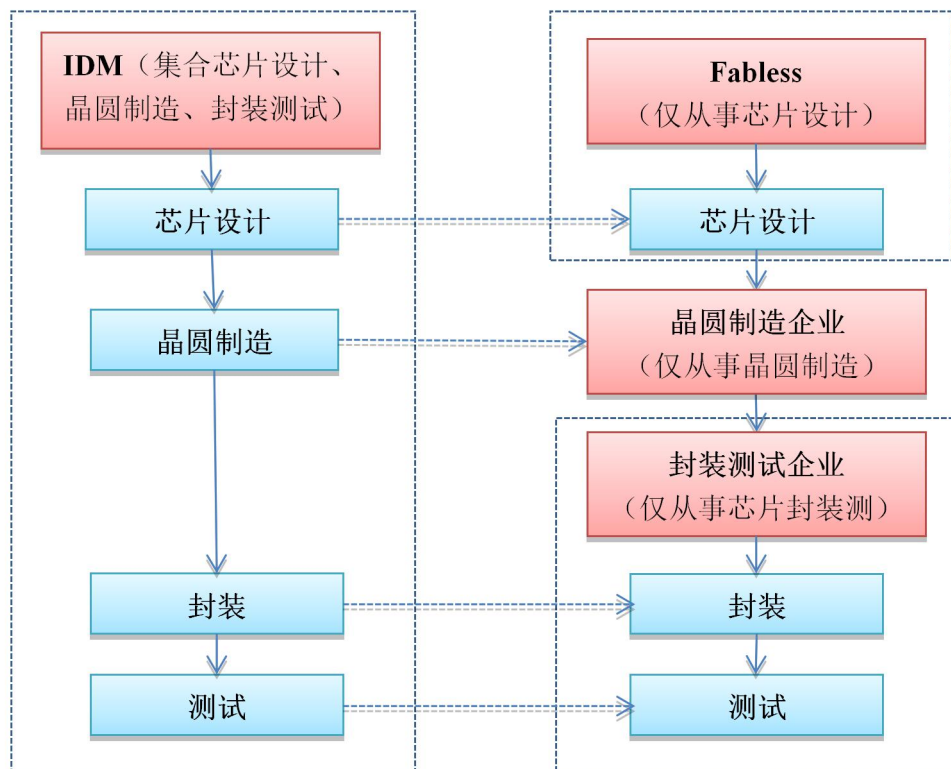 IDM（集合芯片设计、
晶圆制造、封装测试）
芯片设计
晶圆制造
封装
测试
Fabless
（仅从事芯片设计）
芯片设计
晶圆制造企业
（仅从事晶圆制造）
封装测试企业
（仅从事芯片封装测）
封装
测试